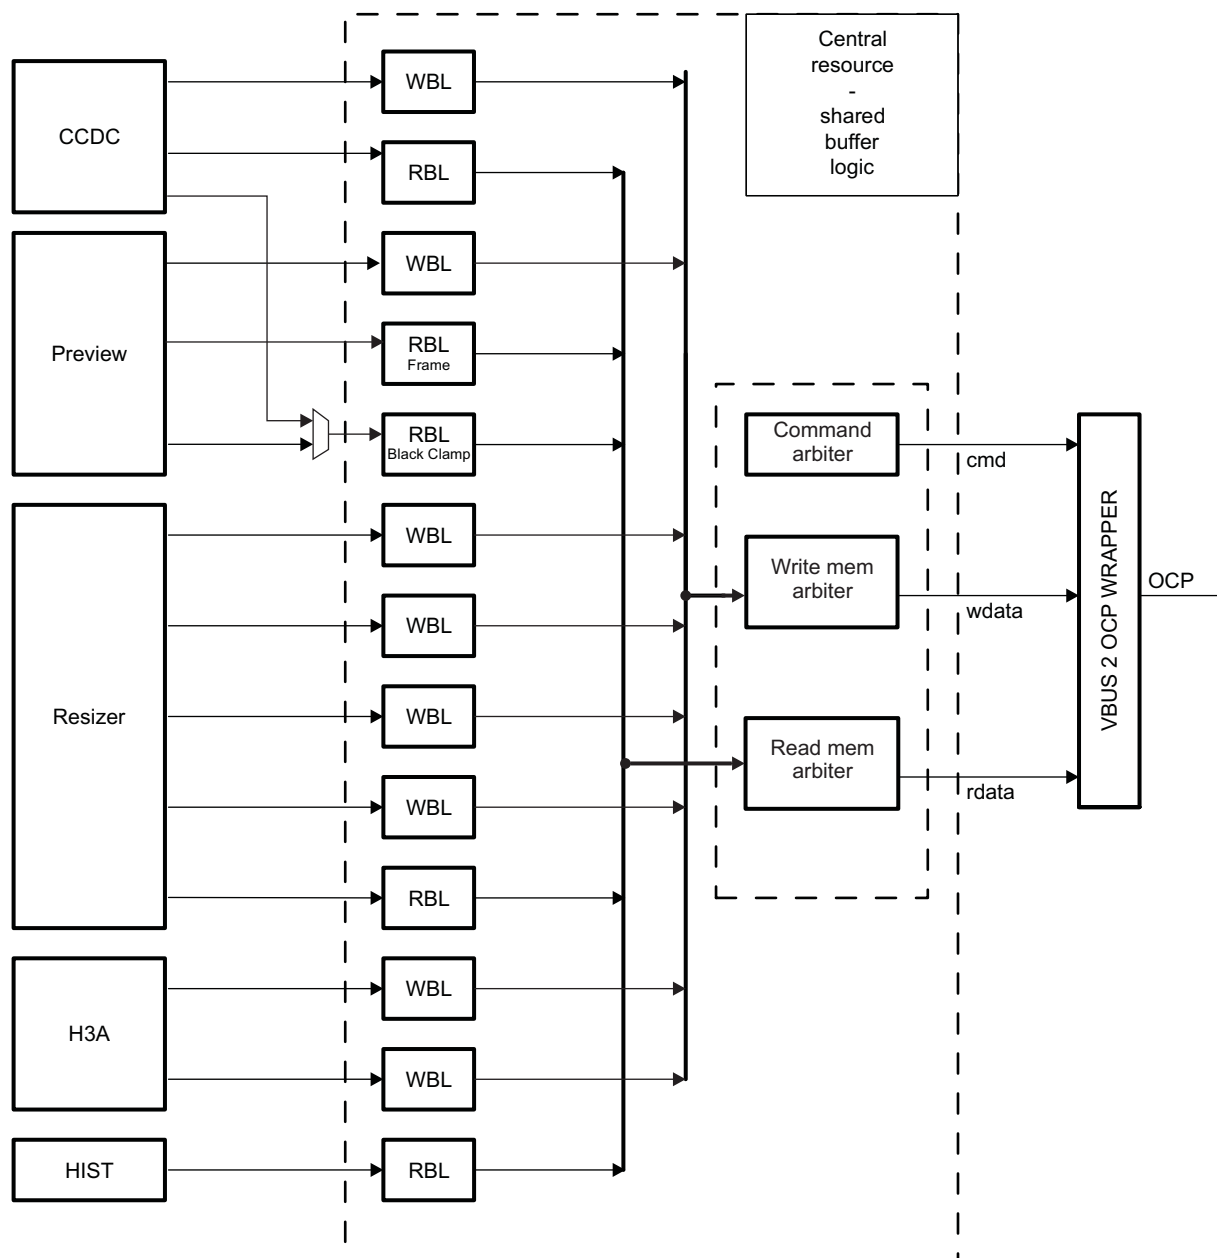 Central
resource
-
shared
buffer
logic
CCDC
WBL
RBL
Preview
WBL
RBL
Frame
RBL
Black Clamp
Resizer
WBL
WBL
WBL
WBL
RBL
H3A
WBL
WBL
HIST
RBL
Command
arbiter
cmd
Write mem
arbiter
wdata
Read mem
arbiter
rdata
VBUS 2 OCP WRAPPER
OCP